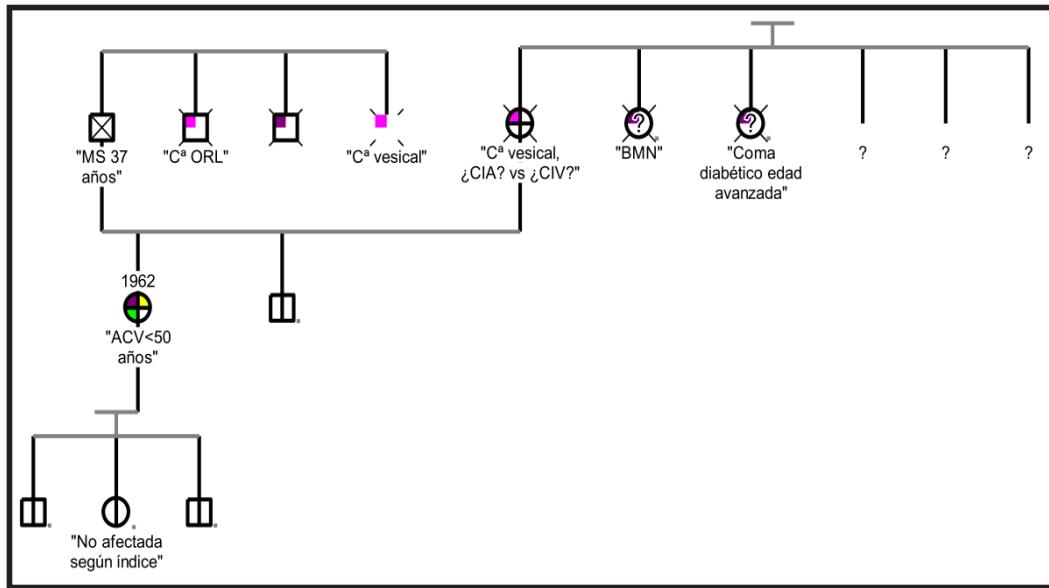 "MS 37
años"
"Cª ORL"
"Cª vesical"
"Cª vesical,
¿CIA? vs ¿CIV?"
?
"BMN"
?
"Coma
diabético edad
avanzada"
?
?
?
1962
"ACV<50
años"
"No afectada
según índice"